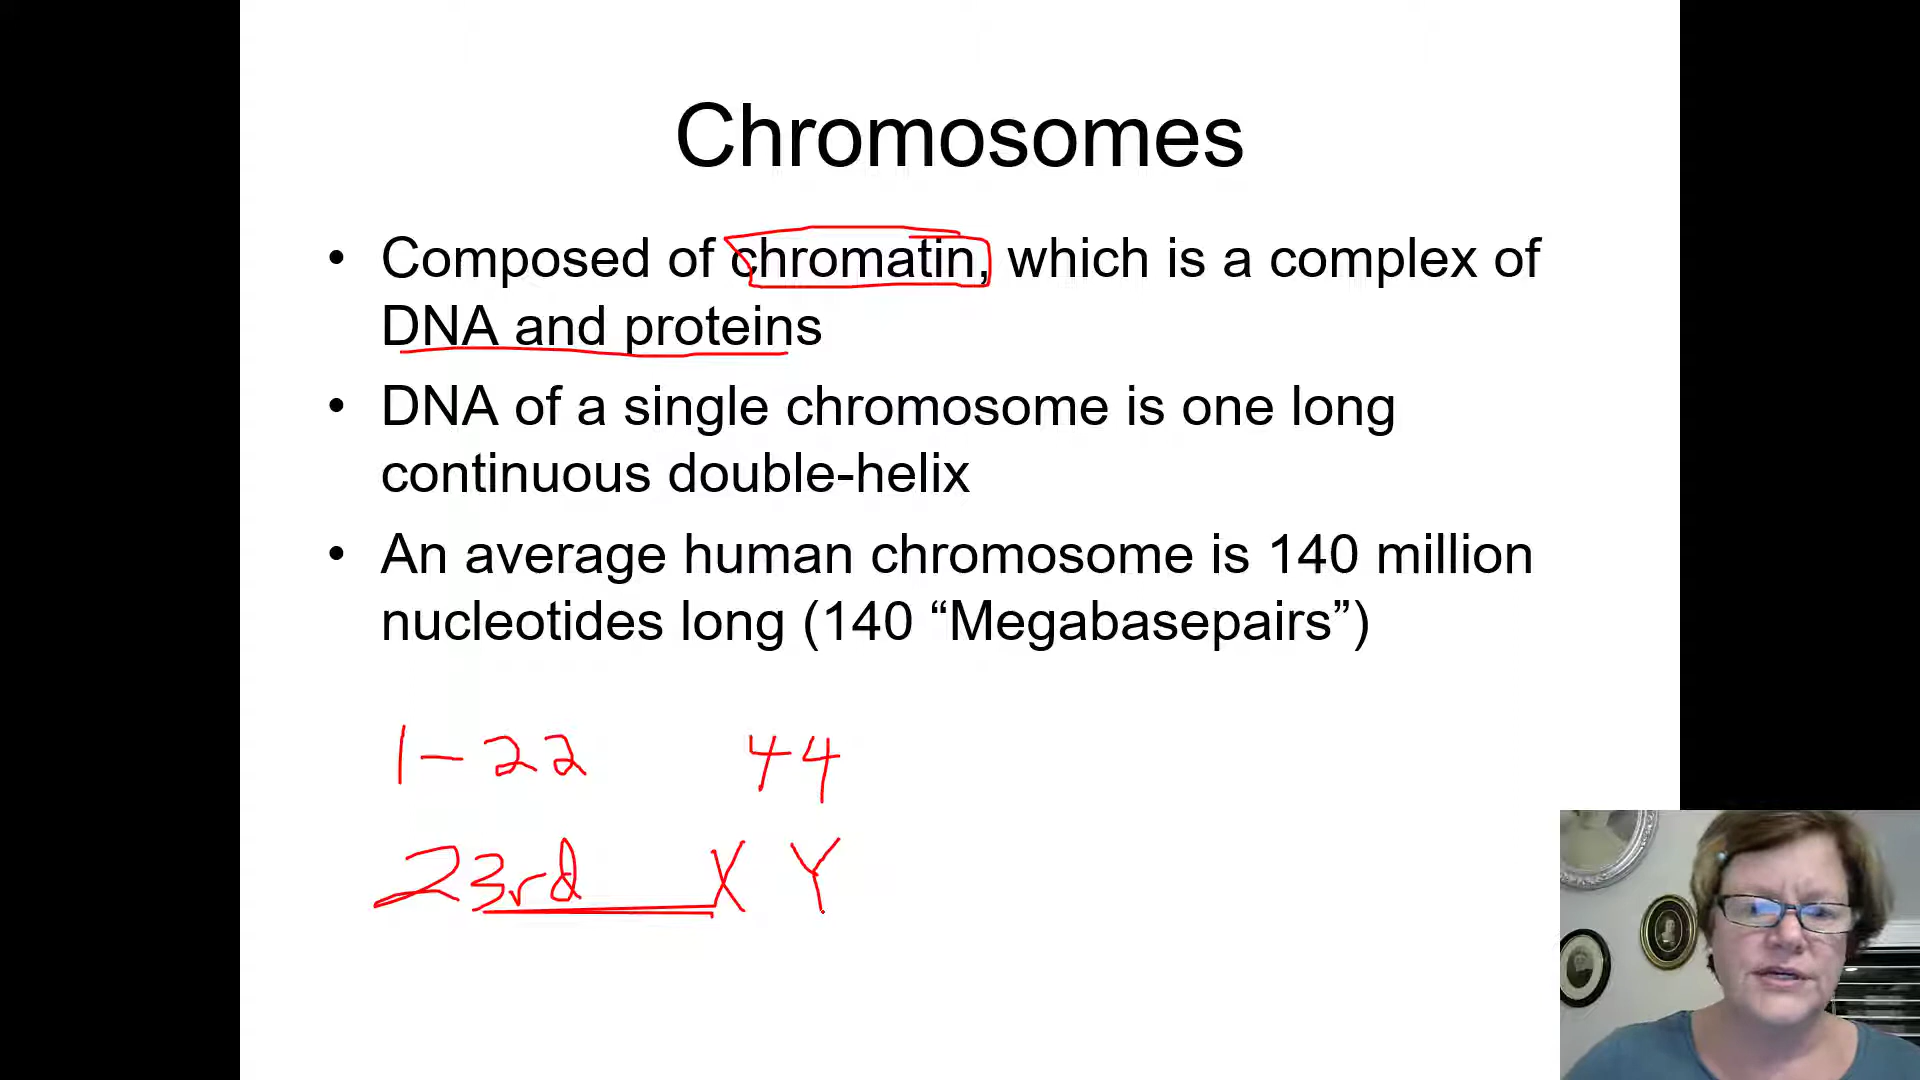 Chromosomes
• Composed of chromatin, which is a complex of
DNA and proteins
• DNA of a single chromosome is one long
continuous double-helix
• An average human chromosome is 140 million
nucleotides long (140 “Megabasepairs”)
1-22 44
23rd X Y